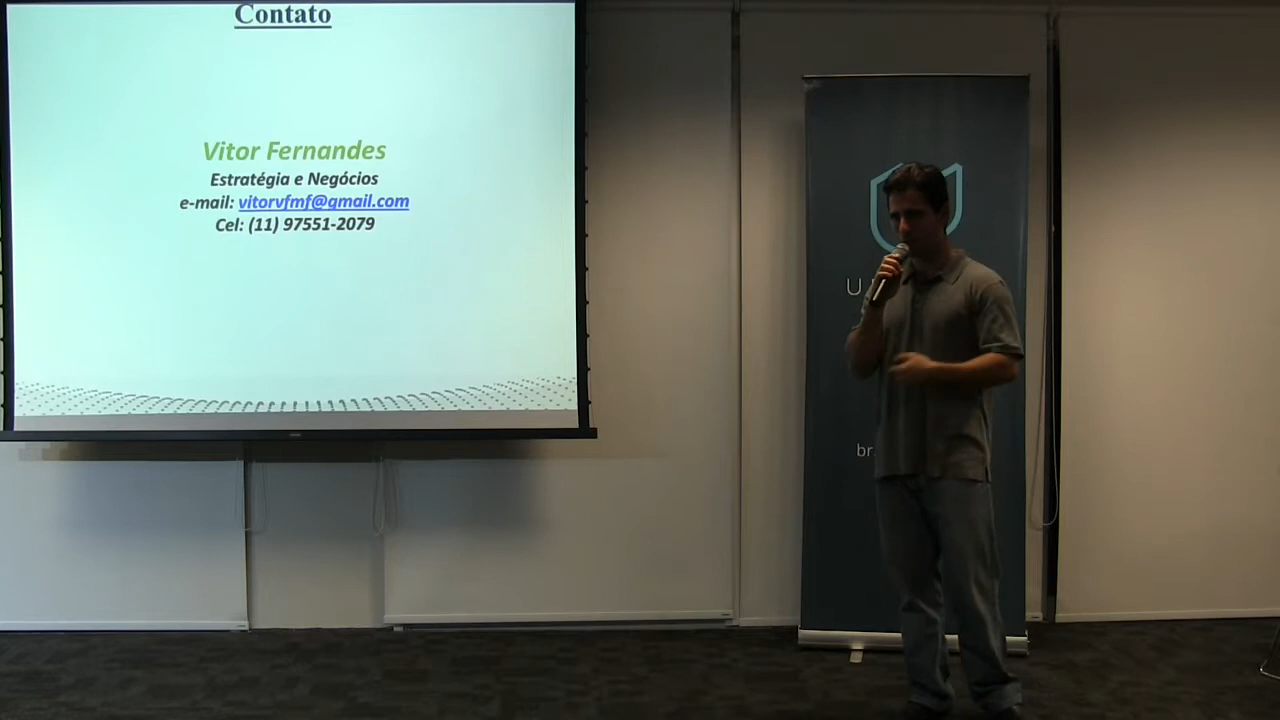 Contato
Vitor Fernandes
Estratégia e Negócios
e-mail: vitorvfmf@gmail.com
Cel: (11) 97551-2079